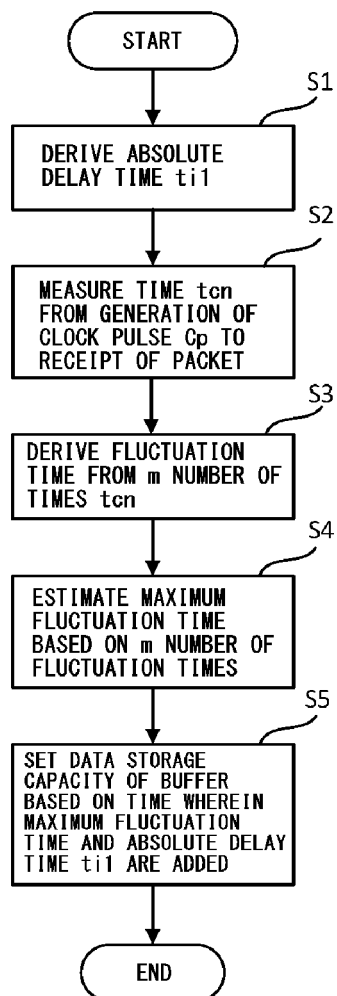 START
S1
DERIVE ABSOLUTE
DELAY TIME ti1
S2
MEASURE TIME tcn
FROM GENERATION OF
CLOCK PULSE Cp TO
RECEIPT OF PACKET
S3
DERIVE FLUCTUATION
TIME FROM m NUMBER OF
TIMES tcn
S4
ESTIMATE MAXIMUM
FLUCTUATION TIME
BASED ON m NUMBER OF
FLUCTUATION TIMES
S5
SET DATA STORAGE
CAPACITY OF BUFFER
BASED ON TIME WHEREIN
MAXIMUM FLUCTUATION
TIME AND ABSOLUTE DELAY
TIME ti1 ARE ADDED
END